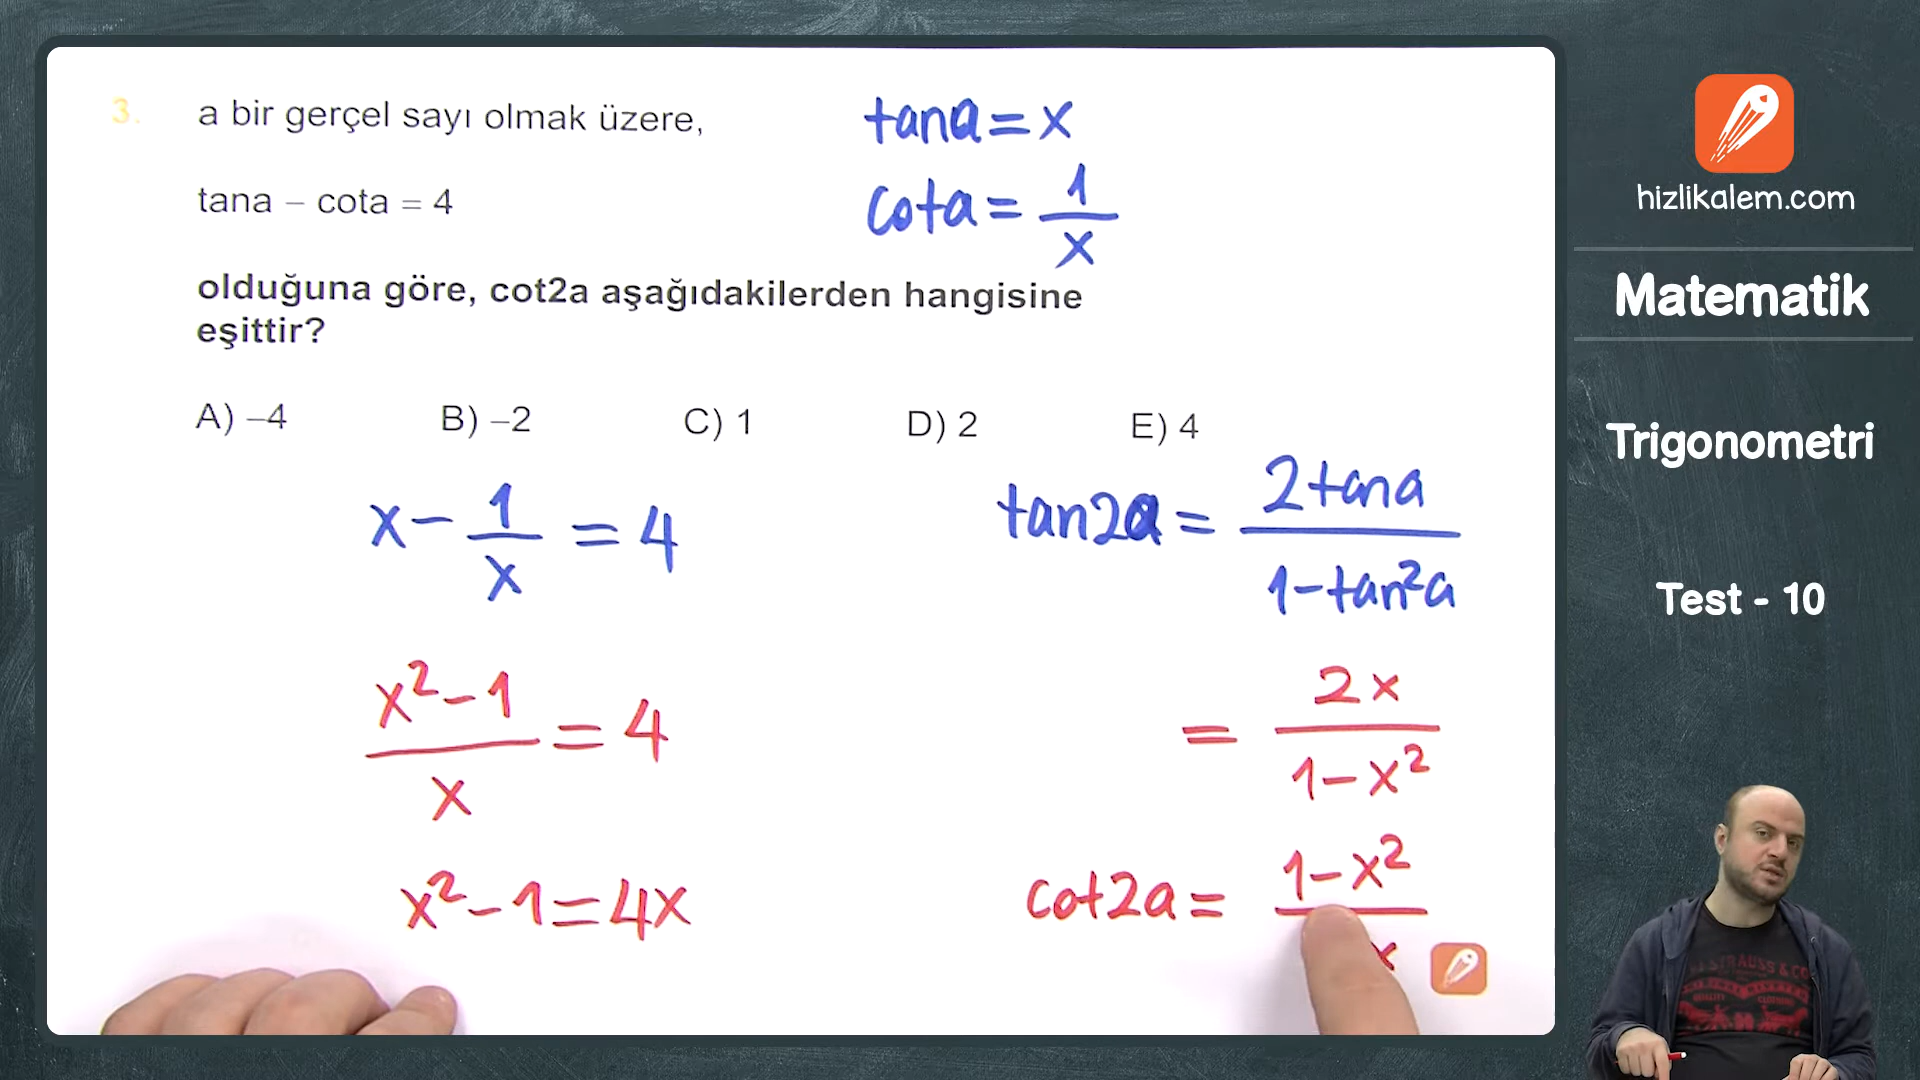 3. a bir gerçel sayı olmak üzere,
tana – cota = 4
olduğuna göre, cot2a aşağıdakilerden hangisine
eşittir?
A) –4 B) –2 C) 1 D) 2 E) 4
tana = x
cota = 1/x
x - 1/x = 4
x² - 1 / x = 4
x² - 1 = 4x
tan2a = 2tana / 1 - tan²a
= 2x / 1 - x²
cot2a = 1 - x² / x
hizlikalem.com
Matematik
Trigonometri
Test - 10